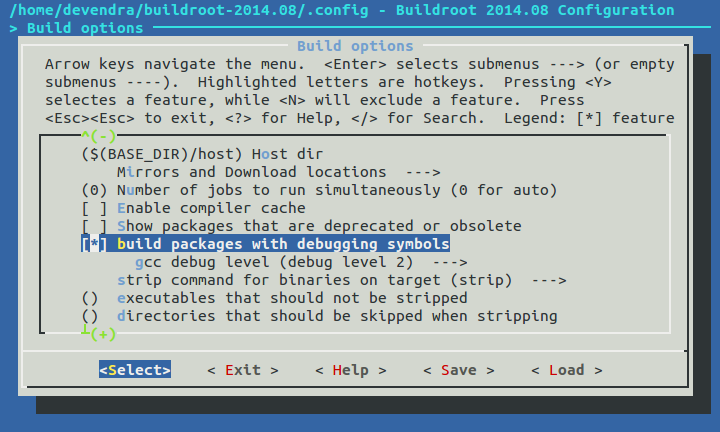 /home/devendra/buildroot-2014.08/.config - Buildroot 2014.08 Configuration
> Build options
Build options
Arrow keys navigate the menu.  <Enter> selects submenus ---> (or empty
submenus ----).  Highlighted letters are hotkeys.  Pressing <Y>
selectes a feature, while <N> will exclude a feature.  Press
<Esc><Esc> to exit, <?> for Help, </> for Search.  Legend: [*] feature
^(-)
($(BASE_DIR)/host) Host dir
Mirrors and Download locations  --->
(0) Number of jobs to run simultaneously (0 for auto)
[ ] Enable compiler cache
[ ] Show packages that are deprecated or obsolete
[*] build packages with debugging symbols
gcc debug level (debug level 2)  --->
strip command for binaries on target (strip)  --->
() executables that should not be stripped
() directories that should be skipped when stripping
┴(+)
<Select>    < Exit >    < Help >    < Save >    < Load >